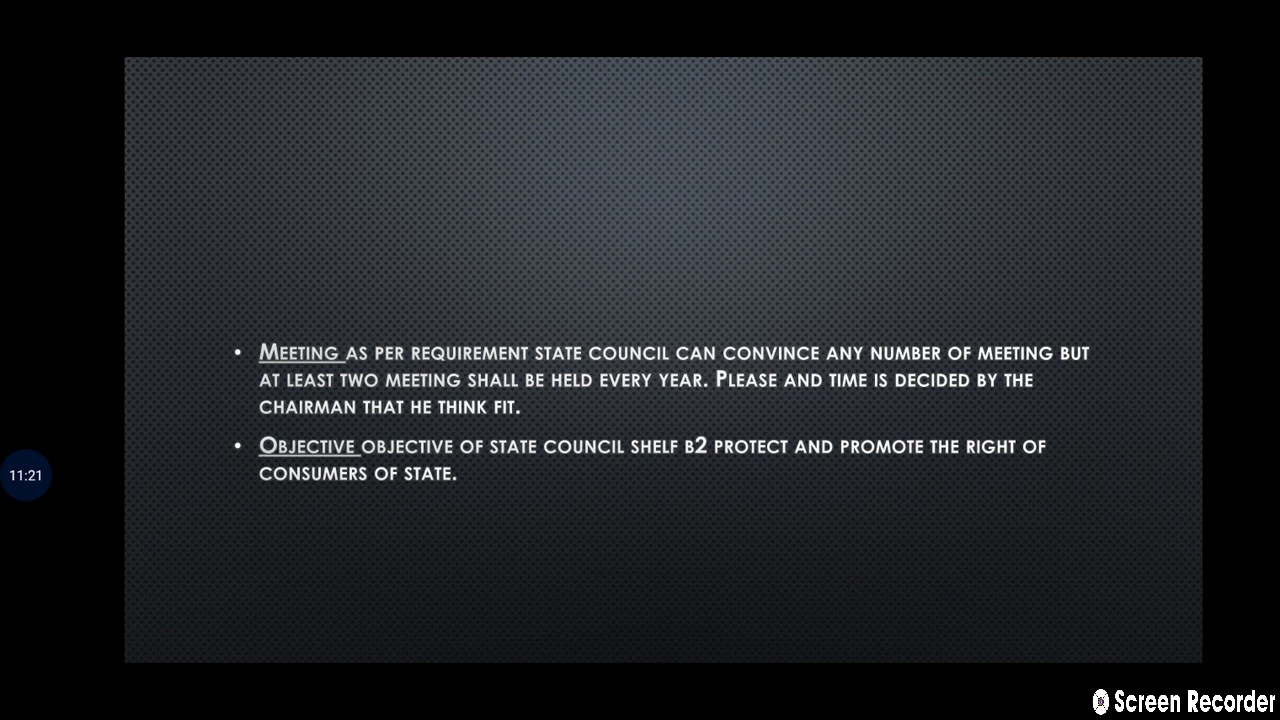 • Meeting as per requirement state council can convince any number of meeting but
at least two meeting shall be held every year. Please and time is decided by the
chairman that he think fit.
• Objective objective of state council shelf b2 protect and promote the right of
consumers of state.
11:21
Screen Recorder